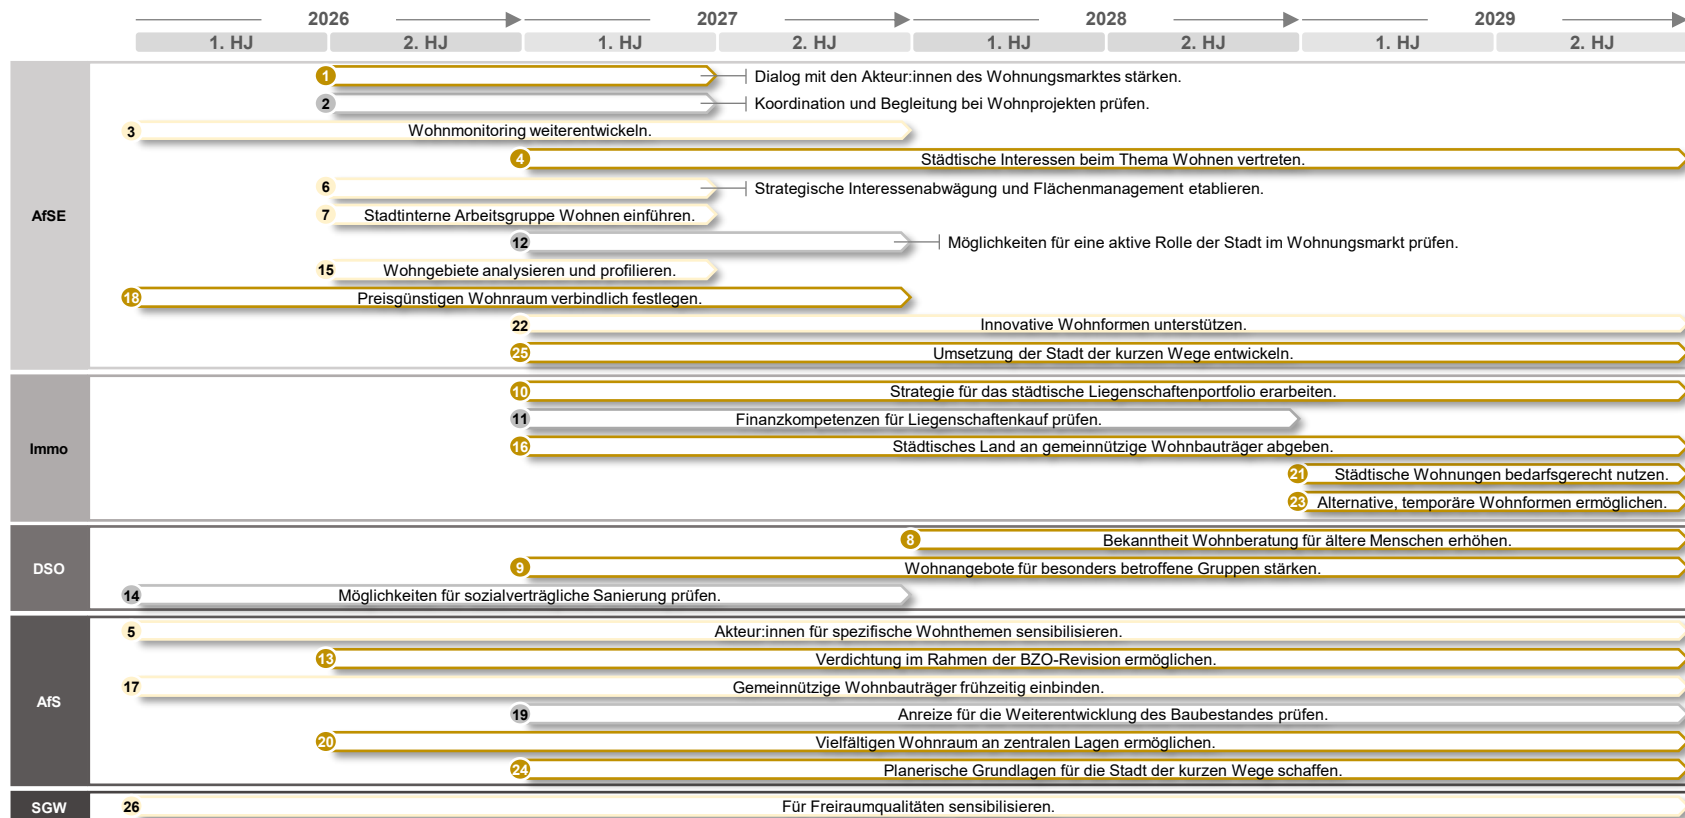 2026 2027 2028 2029
1. HJ 2. HJ 1. HJ 2. HJ 1. HJ 2. HJ 1. HJ 2. HJ
AfSE
1 Dialog mit den Akteur:innen des Wohnungsmarktes stärken.
2 Koordination und Begleitung bei Wohnprojekten prüfen.
3 Wohnmonitoring weiterentwickeln.
4 Städtische Interessen beim Thema Wohnen vertreten.
6 Strategische Interessenabwägung und Flächenmanagement etablieren.
7 Stadtinterne Arbeitsgruppe Wohnen einführen.
12 Möglichkeiten für eine aktive Rolle der Stadt im Wohnungsmarkt prüfen.
15 Wohngebiete analysieren und profilieren.
18 Preisgünstigen Wohnraum verbindlich festlegen.
22 Innovative Wohnformen unterstützen.
25 Umsetzung der Stadt der kurzen Wege entwickeln.
Immo
10 Strategie für das städtische Liegenschaftenportfolio erarbeiten.
11 Finanzkompetenzen für Liegenschaftenkauf prüfen.
16 Städtisches Land an gemeinnützige Wohnbauträger abgeben.
21 Städtische Wohnungen bedarfsgerecht nutzen.
23 Alternative, temporäre Wohnformen ermöglichen.
DSO
8 Bekanntheit Wohnberatung für ältere Menschen erhöhen.
9 Wohnangebote für besonders betroffene Gruppen stärken.
14 Möglichkeiten für sozialverträgliche Sanierung prüfen.
AfS
5 Akteur:innen für spezifische Wohnthemen sensibilisieren.
13 Verdichtung im Rahmen der BZO-Revision ermöglichen.
17 Gemeinnützige Wohnbauträger frühzeitig einbinden.
19 Anreize für die Weiterentwicklung des Baubestandes prüfen.
20 Vielfältigen Wohnraum an zentralen Lagen ermöglichen.
24 Planerische Grundlagen für die Stadt der kurzen Wege schaffen.
SGW
26 Für Freiraumqualitäten sensibilisieren.